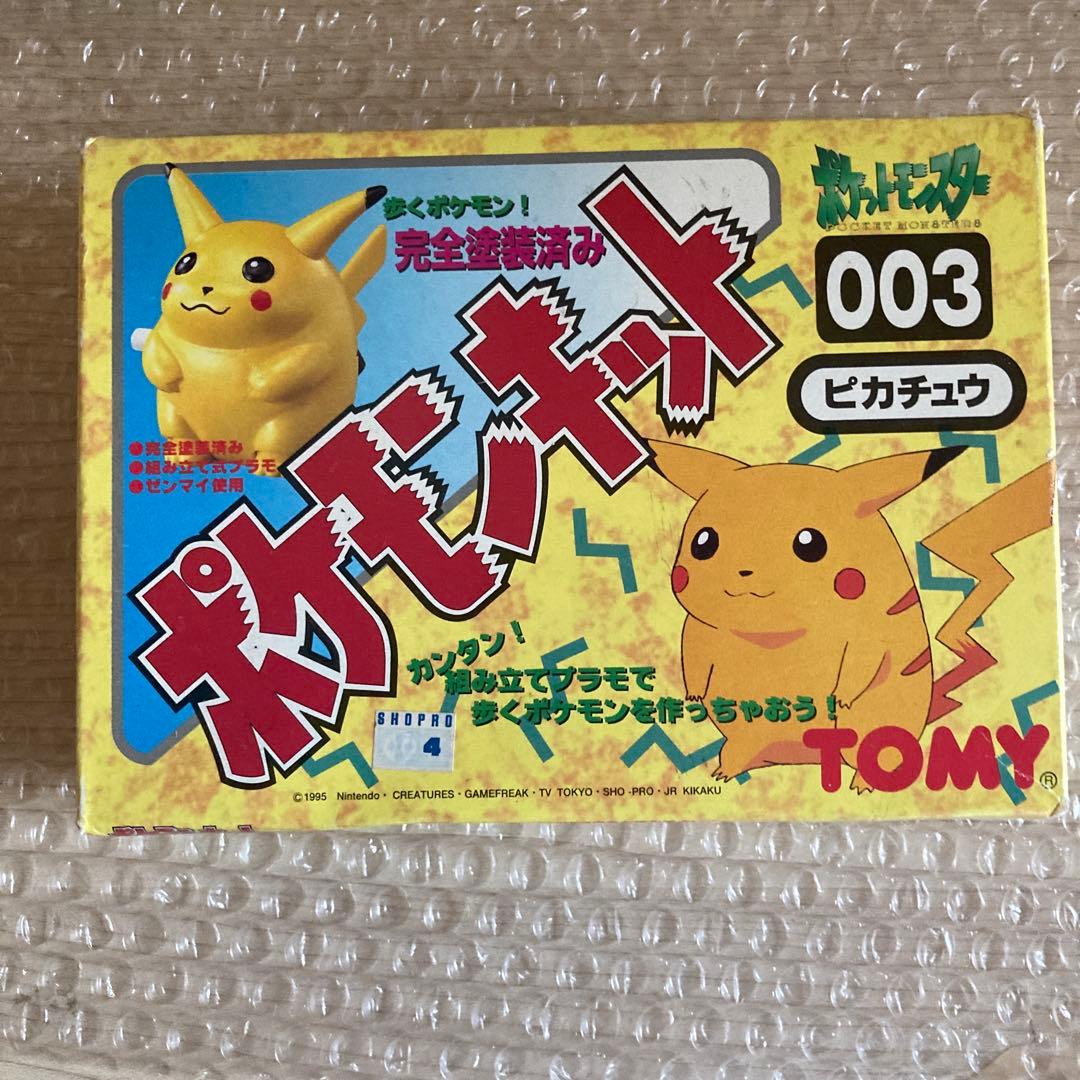 ポケットモンスター
POCKET MONSTERS
003
ピカチュウ
歩くポケモン!
完全塗装済み
ポケモンキット
●完全塗装済み
●組み立て式プラモ
●ゼンマイ使用
カンタン!
組み立てプラモで
歩くポケモンを作っちゃおう!
SHOPRO
4
TOMY®
©1995 Nintendo・CREATURES・GAMEFREAK・TV TOKYO・SHO-PRO・JR KIKAKU